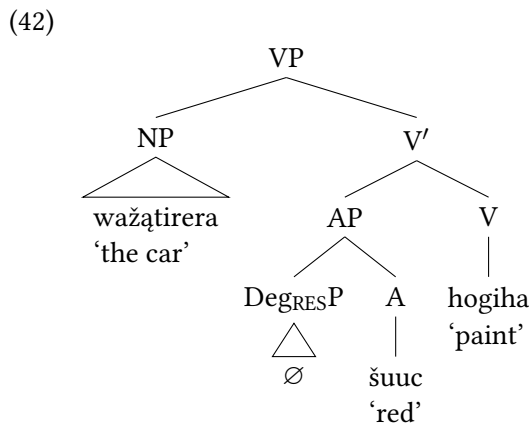 (42)
VP
NP V′
wažątirera
‘the car’
AP V
DegRESP A hogiha
‘paint’
∅ šuuc
‘red’